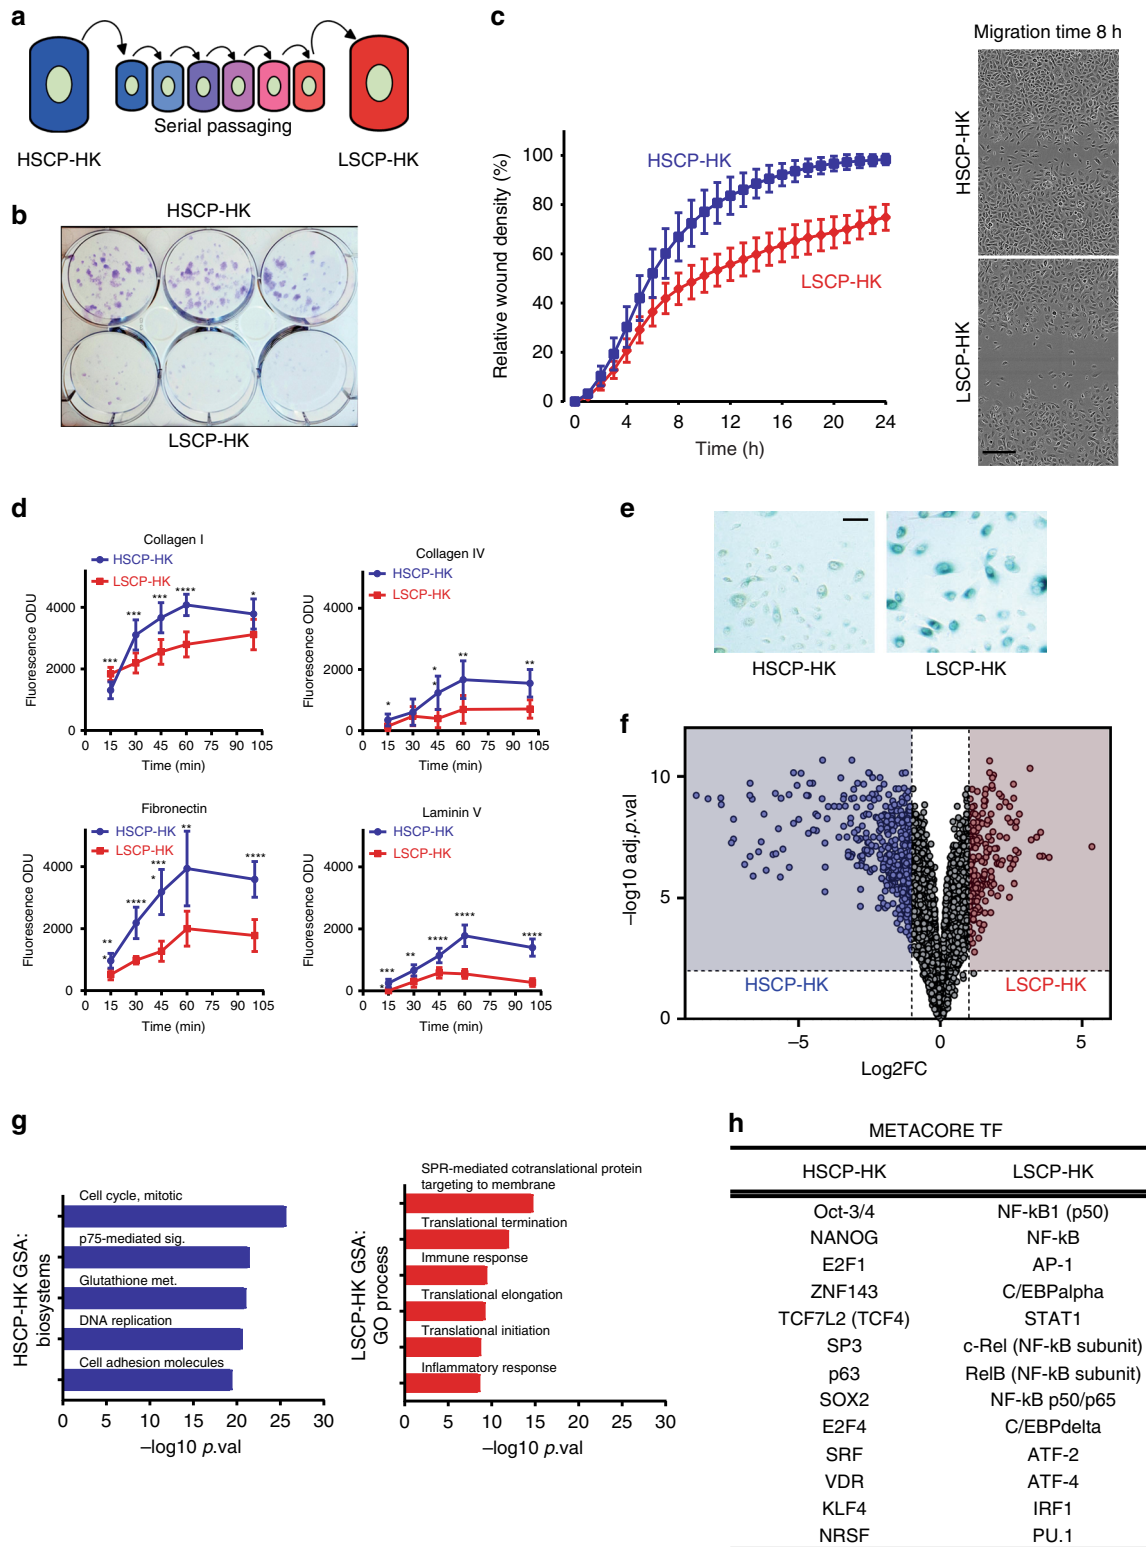 a
Serial passaging
HSCP-HK
LSCP-HK
b
HSCP-HK
LSCP-HK
c
Migration time 8 h
Relative wound density (%)
100
80
60
40
20
0
HSCP-HK
LSCP-HK
0 4 8 12 16 20 24
Time (h)
HSCP-HK
LSCP-HK
d
Collagen I
HSCP-HK
LSCP-HK
Fluorescence ODU
4000
2000
0
*** *** *** **** *
0 15 30 45 60 75 90 105
Time (min)
Collagen IV
HSCP-HK
LSCP-HK
Fluorescence ODU
4000
2000
0
* * * ** **
0 15 30 45 60 75 90 105
Time (min)
Fibronectin
HSCP-HK
LSCP-HK
Fluorescence ODU
4000
2000
0
** * **** *** * ** ****
0 15 30 45 60 75 90 105
Time (min)
Laminin V
HSCP-HK
LSCP-HK
Fluorescence ODU
4000
2000
0
*** * ** **** **** ****
0 15 30 45 60 75 90 105
Time (min)
e
HSCP-HK
LSCP-HK
f
–log10 adj.p.val
10
5
0
HSCP-HK
LSCP-HK
–5 0 5
Log2FC
g
HSCP-HK GSA:
biosystems
Cell cycle, mitotic
p75-mediated sig.
Glutathione met.
DNA replication
Cell adhesion molecules
0 5 10 15 20 25 30
–log10 p.val
LSCP-HK GSA:
GO process
SPR-mediated cotranslational protein
targeting to membrane
Translational termination
Immune response
Translational elongation
Translational initiation
Inflammatory response
0 5 10 15 20 25 30
–log10 p.val
h
METACORE TF
HSCP-HK LSCP-HK
Oct-3/4 NF-kB1 (p50)
NANOG NF-kB
E2F1 AP-1
ZNF143 C/EBPalpha
TCF7L2 (TCF4) STAT1
SP3 c-Rel (NF-kB subunit)
p63 RelB (NF-kB subunit)
SOX2 NF-kB p50/p65
E2F4 C/EBPdelta
SRF ATF-2
VDR ATF-4
KLF4 IRF1
NRSF PU.1